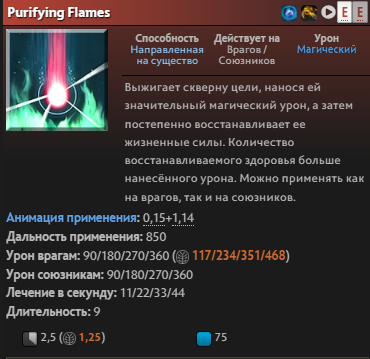 Purifying Flames E E
Способность Действует на Урон
Направленная Врагов / Магический
на существо Союзников
Выжигает скверну цели, нанося ей
значительный магический урон, а затем
постепенно восстанавливает ее
жизненные силы. Количество
восстанавливаемого здоровья больше
нанесённого урона. Можно применять как
на врагов, так и на союзников.
Анимация применения: 0,15+1,14
Дальность применения: 850
Урон врагам: 90/180/270/360 (117/234/351/468)
Урон союзникам: 90/180/270/360
Лечение в секунду: 11/22/33/44
Длительность: 9
2,5 (1,25) 75